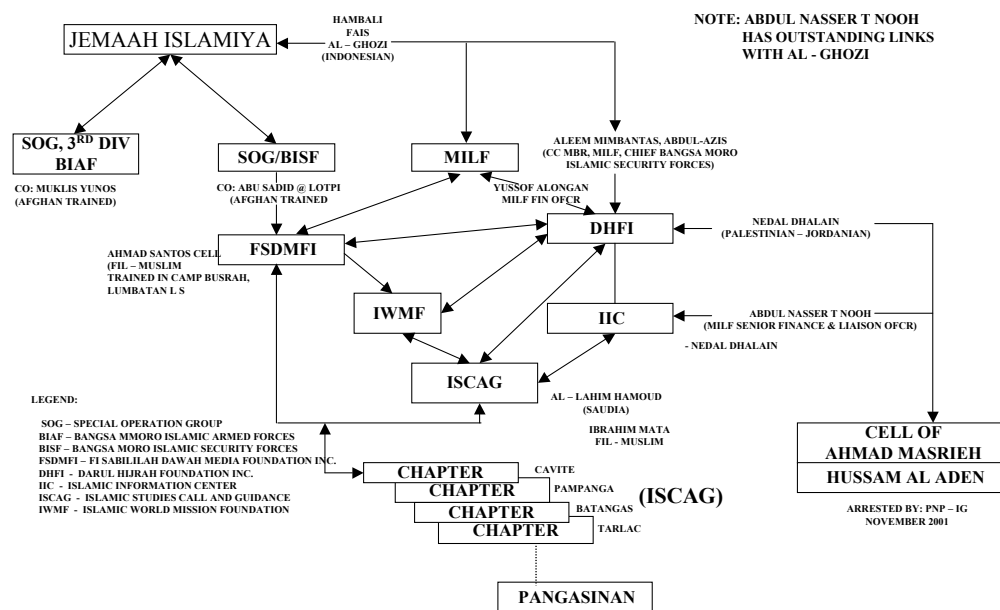 HAMBALI
FAIS
AL – GHOZI
(INDONESIAN)
NOTE: ABDUL NASSER T NOOH
HAS OUTSTANDING LINKS
WITH AL - GHOZI
JEMAAH ISLAMIYA
SOG, 3RD DIV
BIAF
CO: MUKLIS YUNOS
(AFGHAN TRAINED)
SOG/BISF
CO: ABU SADID @ LOTPI
(AFGHAN TRAINED
MILF
YUSSOF ALONGAN
MILF FIN OFCR
ALEEM MIMBANTAS, ABDUL-AZIS
(CC MBR, MILF, CHIEF BANGSA MORO
ISLAMIC SECURITY FORCES)
AHMAD SANTOS CELL
(FIL – MUSLIM
TRAINED IN CAMP BUSRAH,
LUMBATAN L S
FSDMFI
DHFI
NEDAL DHALAIN
(PALESTINIAN – JORDANIAN)
IWMF
IIC
ABDUL NASSER T NOOH
(MILF SENIOR FINANCE & LIAISON OFCR)
- NEDAL DHALAIN
ISCAG
AL – LAHIM HAMOUD
(SAUDIA)
IBRAHIM MATA
FIL - MUSLIM
LEGEND:
SOG – SPECIAL OPERATION GROUP
BIAF – BANGSA MMORO ISLAMIC ARMED FORCES
BISF – BANGSA MORO ISLAMIC SECURITY FORCES
FSDMFI – FI SABILILAH DAWAH MEDIA FOUNDATION INC.
DHFI - DARUL HIJRAH FOUNDATION INC.
IIC - ISLAMIC INFORMATION CENTER
ISCAG - ISLAMIC STUDIES CALL AND GUIDANCE
IWMF – ISLAMIC WORLD MISSION FOUNDATION
CHAPTER CAVITE
CHAPTER PAMPANGA
CHAPTER BATANGAS
CHAPTER TARLAC
(ISCAG)
PANGASINAN
CELL OF
AHMAD MASRIEH
HUSSAM AL ADEN
ARRESTED BY: PNP – IG
NOVEMBER 2001